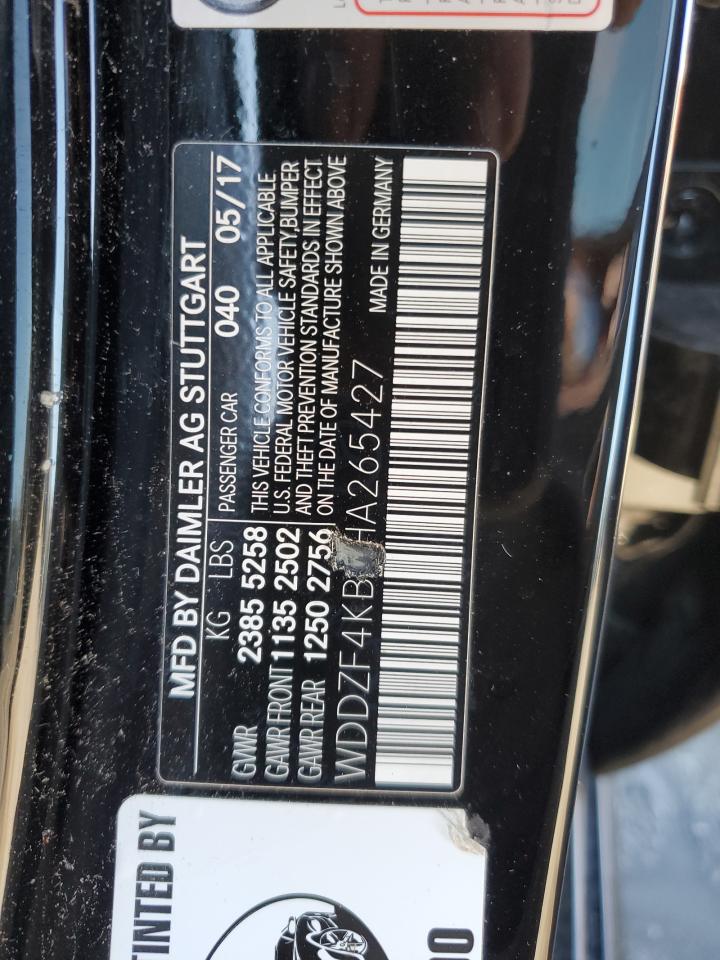 MFD BY DAIMLER AG STUTTGART
KG LBS PASSENGER CAR 040 05/17
GVWR 2385 5258 THIS VEHICLE CONFORMS TO ALL APPLICABLE
GAWR FRONT 1135 2502 U.S. FEDERAL MOTOR VEHICLE SAFETY,BUMPER
GAWR REAR 1250 2756 AND THEFT PREVENTION STANDARDS IN EFFECT
ON THE DATE OF MANUFACTURE SHOWN ABOVE
WDDZF4KB HA265427 MADE IN GERMANY
TINTED BY